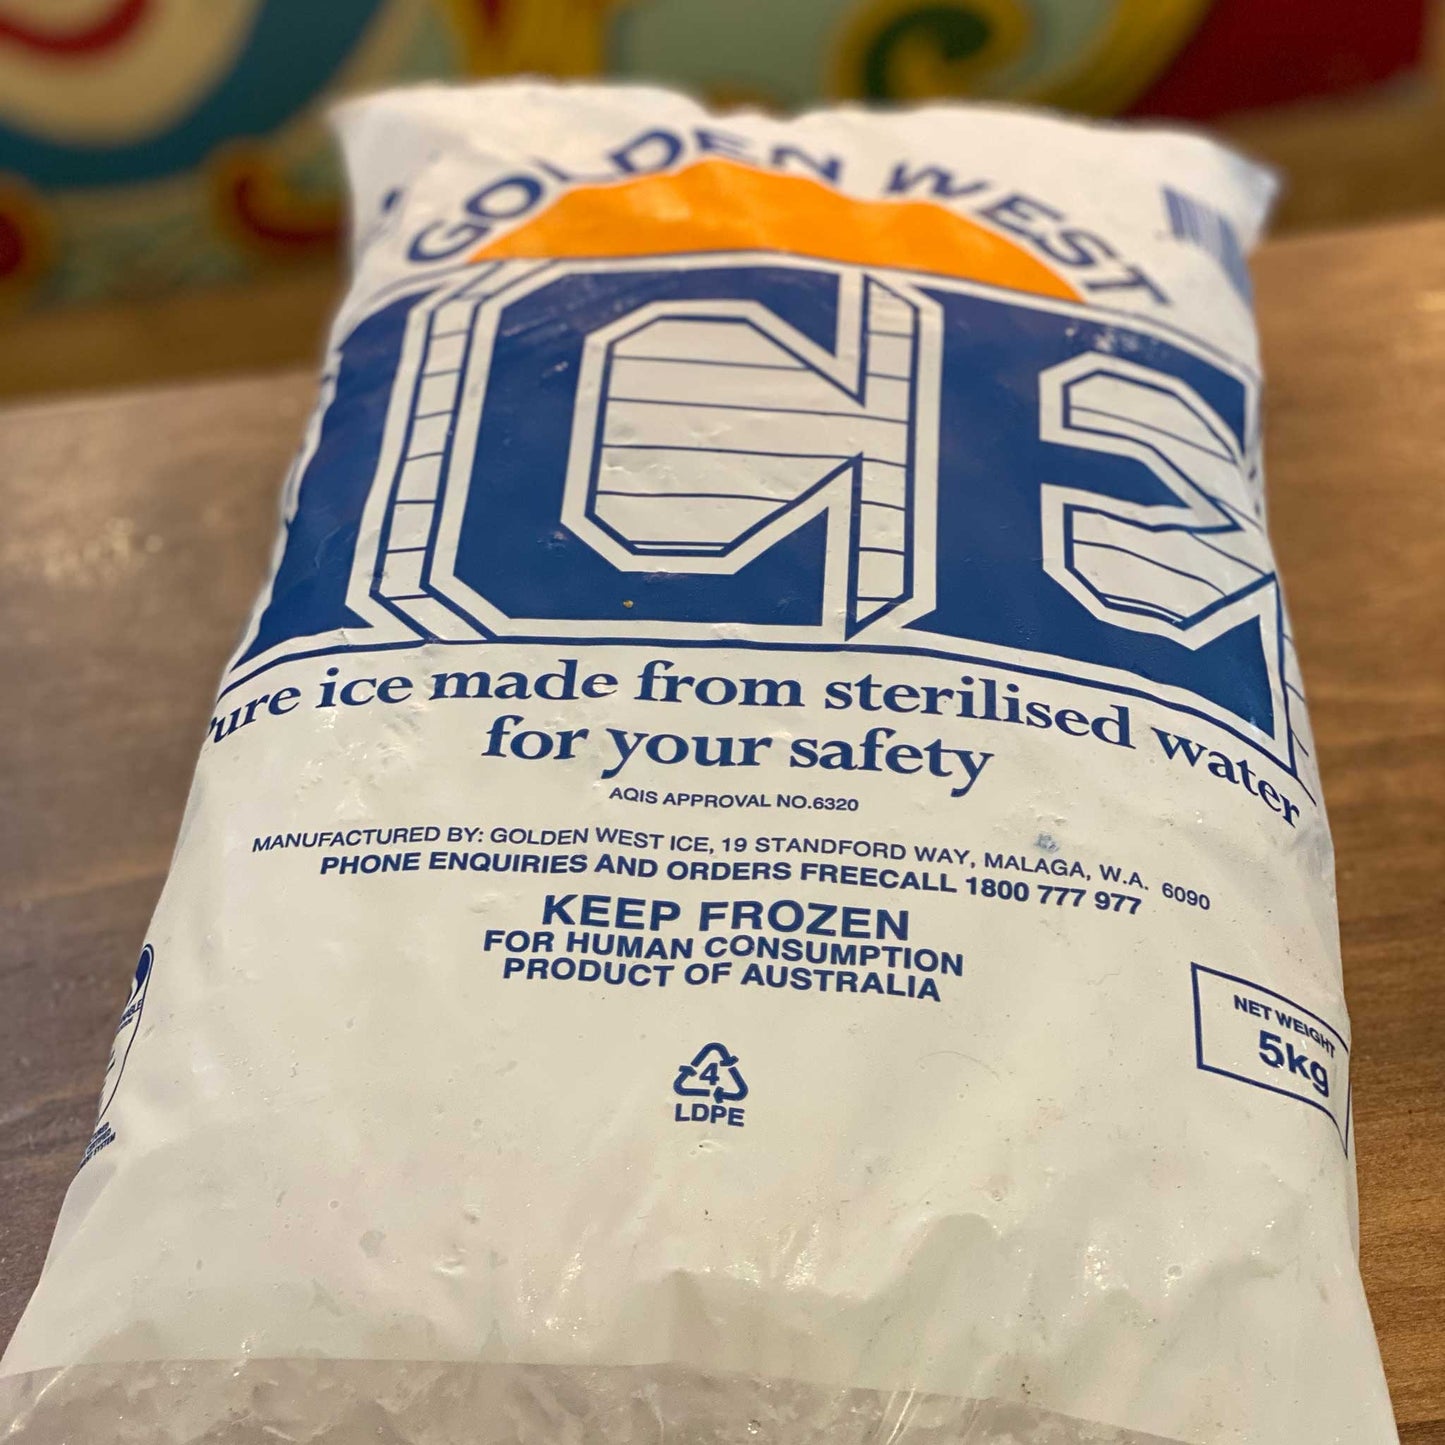 GOLDEN WEST
ICE
ure ice made from sterilised water
for your safety
AQIS APPROVAL NO.6320
MANUFACTURED BY: GOLDEN WEST ICE, 19 STANDFORD WAY, MALAGA, W.A. 6090
PHONE ENQUIRIES AND ORDERS FREECALL 1800 777 977
KEEP FROZEN
FOR HUMAN CONSUMPTION
PRODUCT OF AUSTRALIA
NET WEIGHT
5kg
4
LDPE